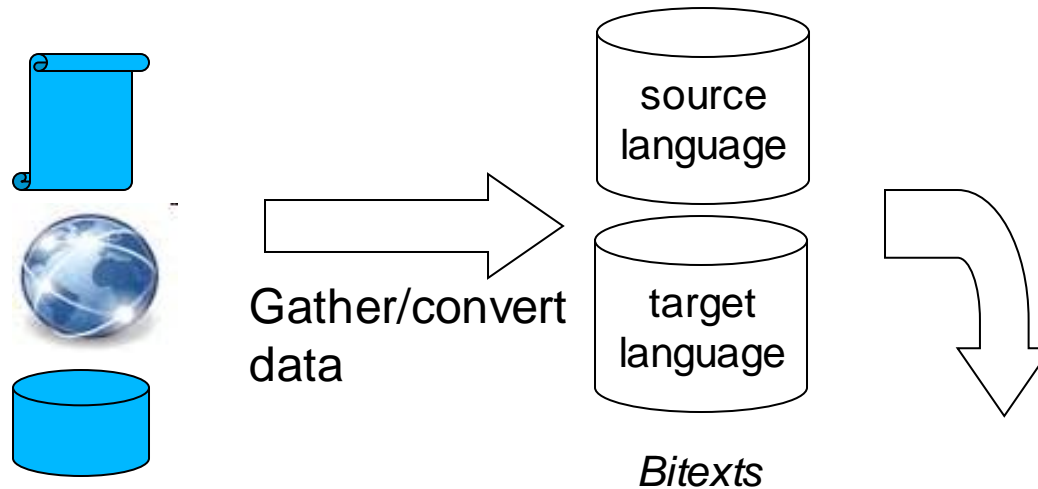 source
language
Gather/convert
data
target
language
Bitexts